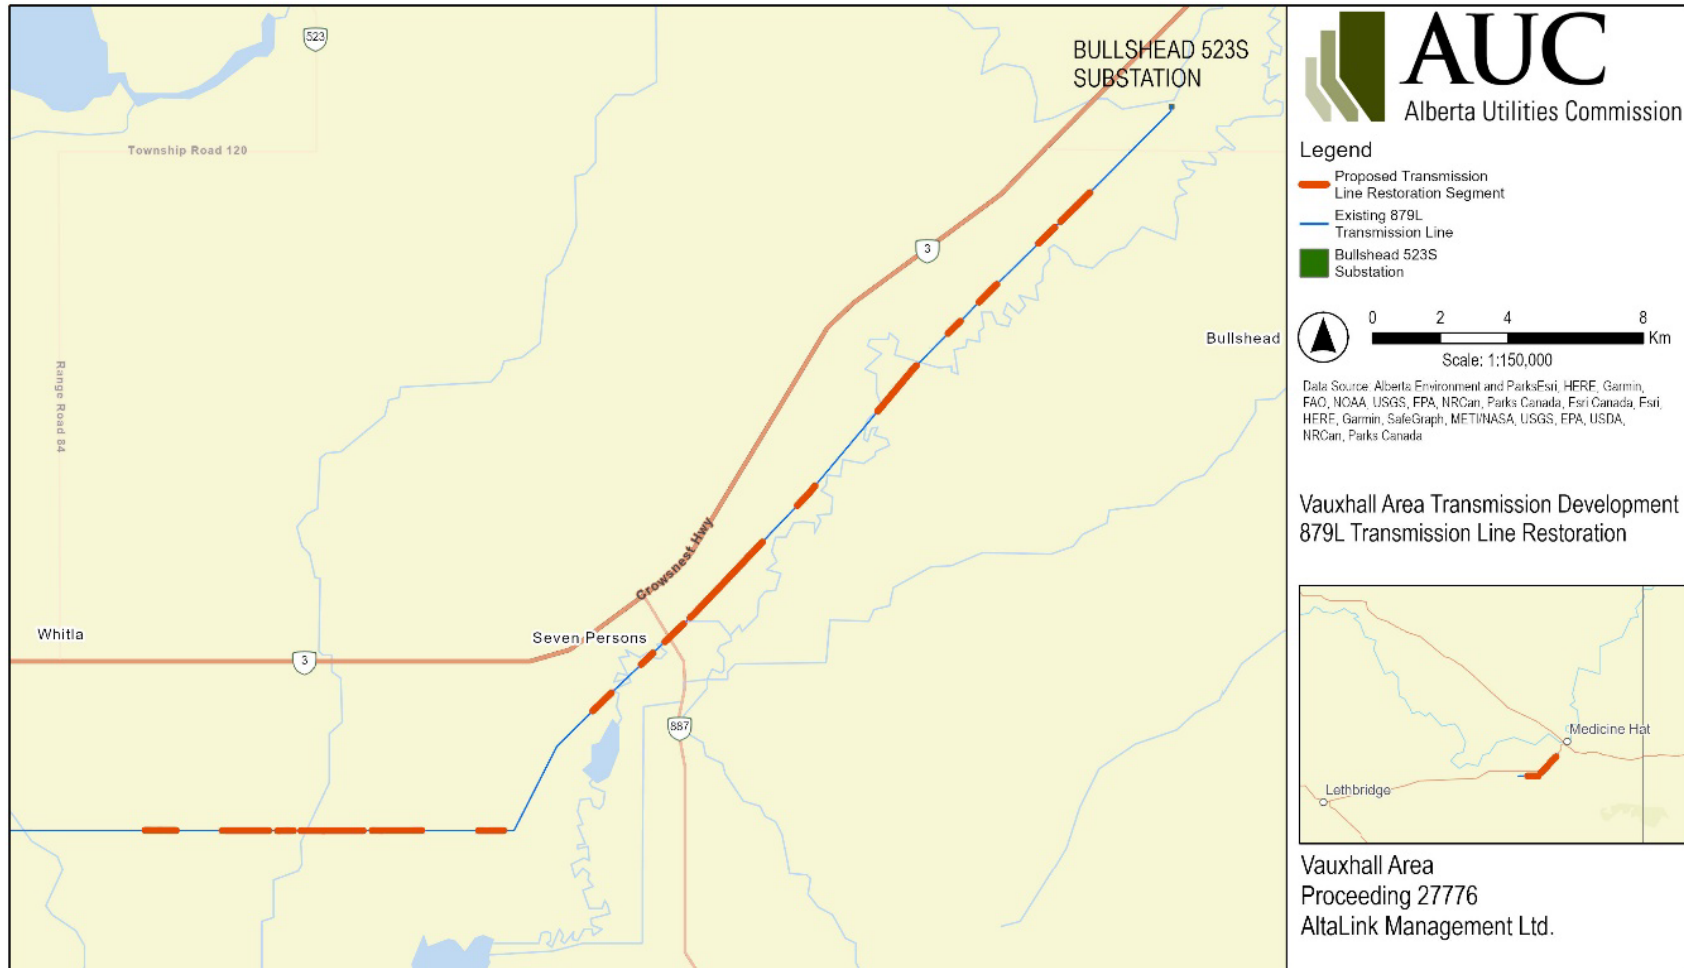 523
BULLSHEAD 523S
SUBSTATION
Township Road 120
3
Bullshead
Range Road 84
Crowsnest Hwy
Whitla
Seven Persons
3
887
AUC
Alberta Utilities Commission
Legend
Proposed Transmission
Line Restoration Segment
Existing 879L
Transmission Line
Bullshead 523S
Substation
0 2 4 8
Km
Scale: 1:150,000
Data Source: Alberta Environment and ParksEsri, HERE, Garmin,
FAO, NOAA, USGS, EPA, NRCan, Parks Canada, Esri Canada, Esri,
HERE, Garmin, SafeGraph, METI/NASA, USGS, EPA, USDA,
NRCan, Parks Canada
Vauxhall Area Transmission Development
879L Transmission Line Restoration
Medicine Hat
Lethbridge
Vauxhall Area
Proceeding 27776
AltaLink Management Ltd.